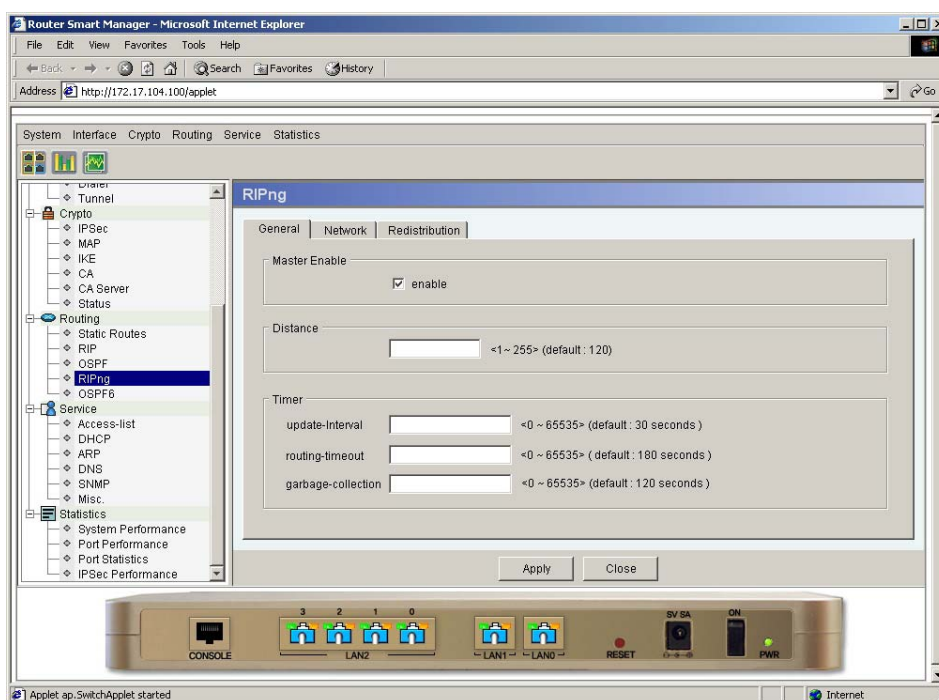 Router Smart Manager - Microsoft Internet Explorer
File Edit View Favorites Tools Help
Back Search Favorites History
Address http://172.17.104.100/applet Go
System Interface Crypto Routing Service Statistics
Dialer
Tunnel
Crypto
IPSec
MAP
IKE
CA
CA Server
Status
Routing
Static Routes
RIP
OSPF
RIPng
OSPF6
Service
Access-list
DHCP
ARP
DNS
SNMP
Misc.
Statistics
System Performance
Port Performance
Port Statistics
IPSec Performance
RIPng
General Network Redistribution
Master Enable
enable
Distance
<1~ 255> (default : 120)
Timer
update-Interval <0 ~ 65535> (default : 30 seconds )
routing-timeout <0 ~ 65535> ( default : 180 seconds )
garbage-collection <0 ~ 65535> (default : 120 seconds )
Apply Close
3 2 1 0 5V 5A ON
CONSOLE LAN2 LAN1 LAN0 RESET PWR
Applet ap.SwitchApplet started Internet